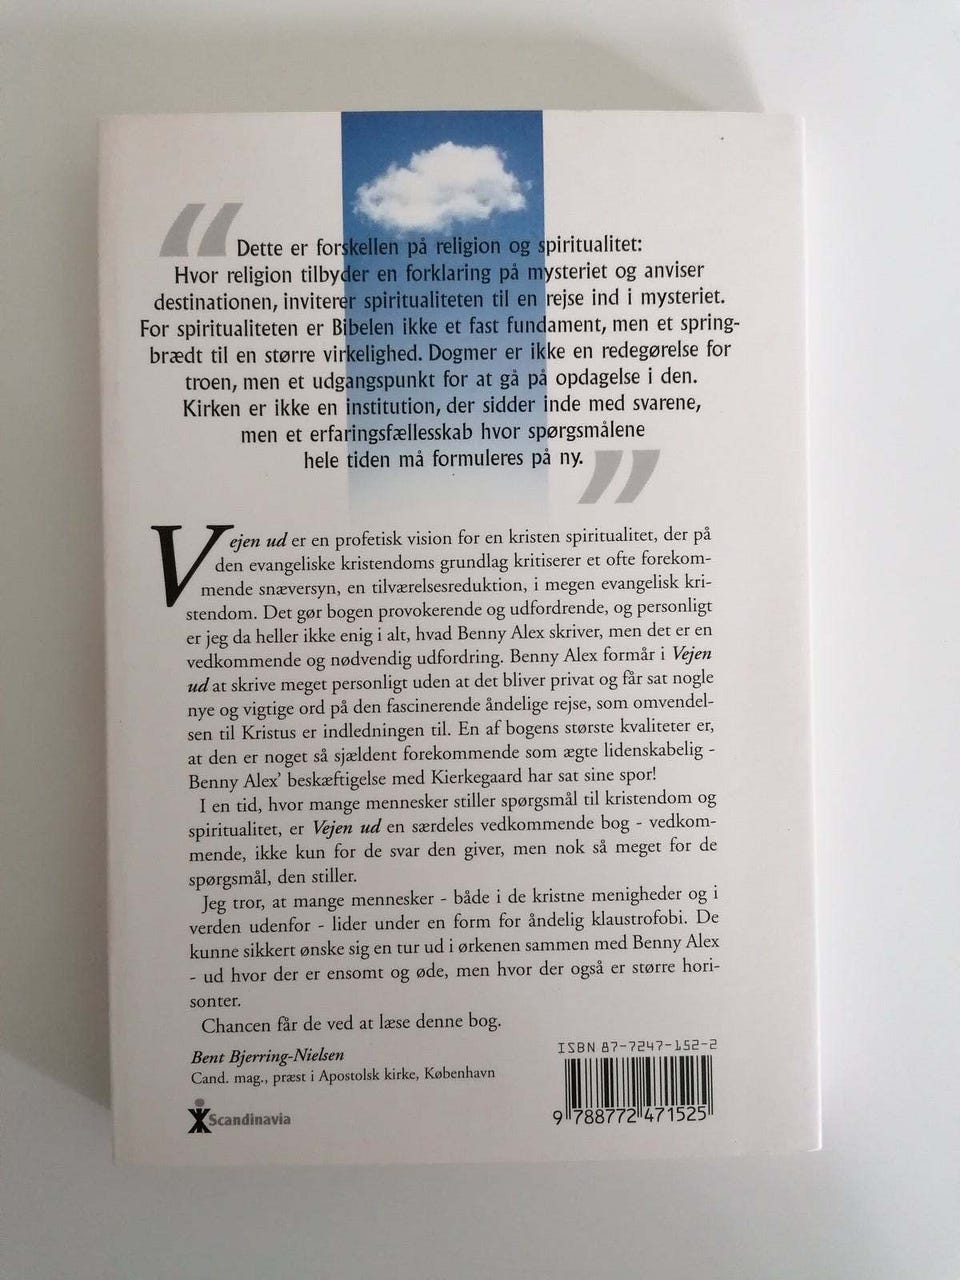 “
Dette er forskellen på religion og spiritualitet:
Hvor religion tilbyder en forklaring på mysteriet og anviser
destinationen, inviterer spiritualiteten til en rejse ind i mysteriet.
For spiritualiteten er Bibelen ikke et fast fundament, men et spring-
brædt til en større virkelighed. Dogmer er ikke en redegørelse for
troen, men et udgangspunkt for at gå på opdagelse i den.
Kirken er ikke en institution, der sidder inde med svarene,
men et erfaringsfællesskab hvor spørgsmålene
hele tiden må formuleres på ny.
”
Vejen ud er en profetisk vision for en kristen spiritualitet, der på
den evangeliske kristendoms grundlag kritiserer et ofte forekom-
mende snæversyn, en tilværelsesreduktion, i megen evangelisk kri-
stendom. Det gør bogen provokerende og udfordrende, og personligt
er jeg da heller ikke enig i alt, hvad Benny Alex skriver, men det er en
vedkommende og nødvendig udfordring. Benny Alex formår i Vejen
ud at skrive meget personligt uden at det bliver privat og får sat nogle
nye og vigtige ord på den fascinerende åndelige rejse, som omvendel-
sen til Kristus er indledningen til. En af bogens største kvaliteter er,
at den er noget så sjældent forekommende som ægte lidenskabelig -
Benny Alex’ beskæftigelse med Kierkegaard har sat sine spor!
I en tid, hvor mange mennesker stiller spørgsmål til kristendom og
spiritualitet, er Vejen ud en særdeles vedkommende bog - vedkom-
mende, ikke kun for de svar den giver, men nok så meget for de
spørgsmål, den stiller.
Jeg tror, at mange mennesker - både i de kristne menigheder og i
verden udenfor - lider under en form for åndelig klaustrofobi. De
kunne sikkert ønske sig en tur ud i ørkenen sammen med Benny Alex
- ud hvor der er ensomt og øde, men hvor der også er større hori-
sonter.
Chancen får de ved at læse denne bog.
Bent Bjerring-Nielsen
Cand. mag., præst i Apostolsk kirke, København
Scandinavia
ISBN 87-7247-152-2
9 788772 471525